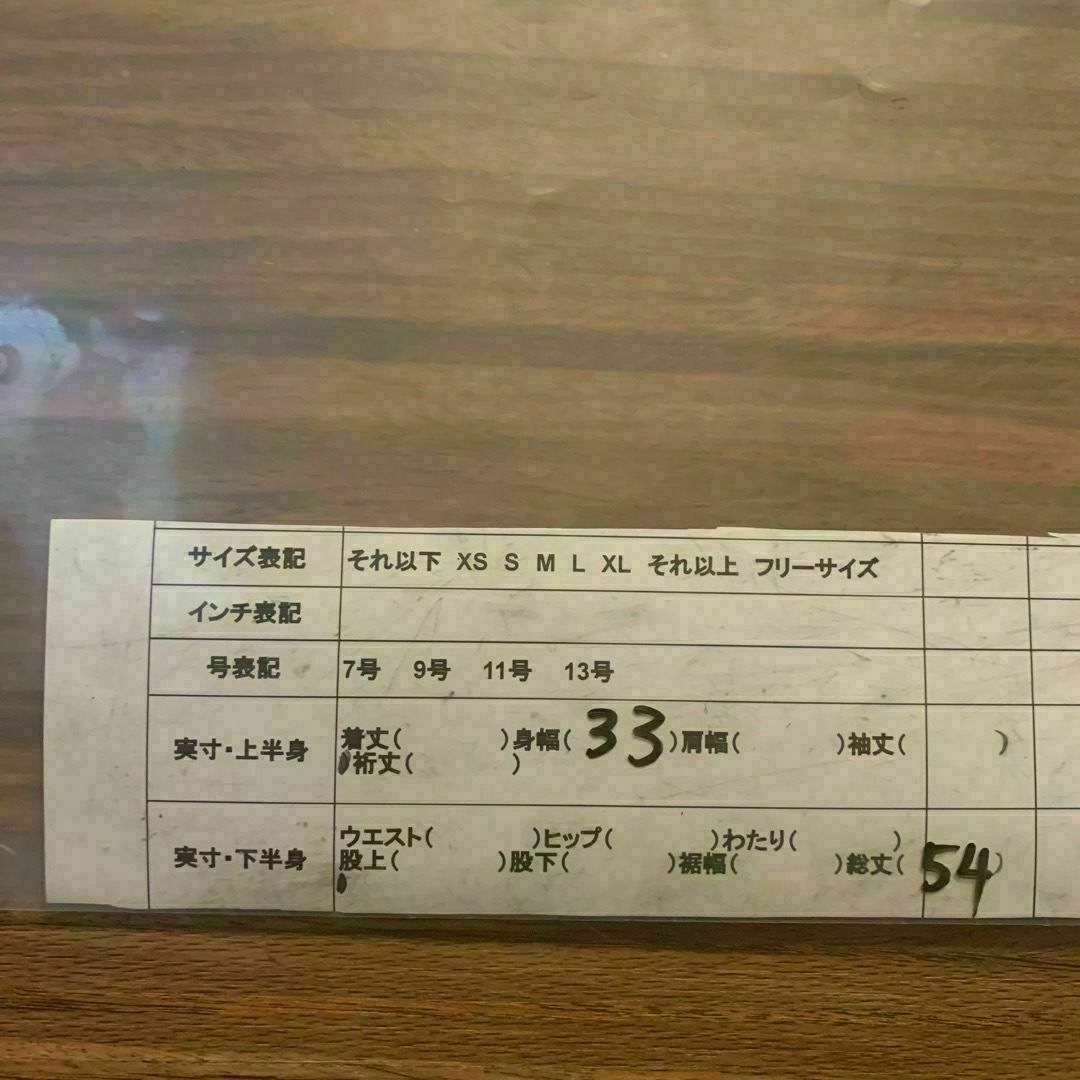 サイズ表記 それ以下 XS S M L XL それ以上 フリーサイズ
インチ表記
号表記 7号 9号 11号 13号
実寸・上半身 着丈( )身幅( 33 )肩幅( )袖丈( )
裄丈( )
実寸・下半身 ウエスト( )ヒップ( )わたり( )
股上( )股下( )裾幅( )総丈( 54 )